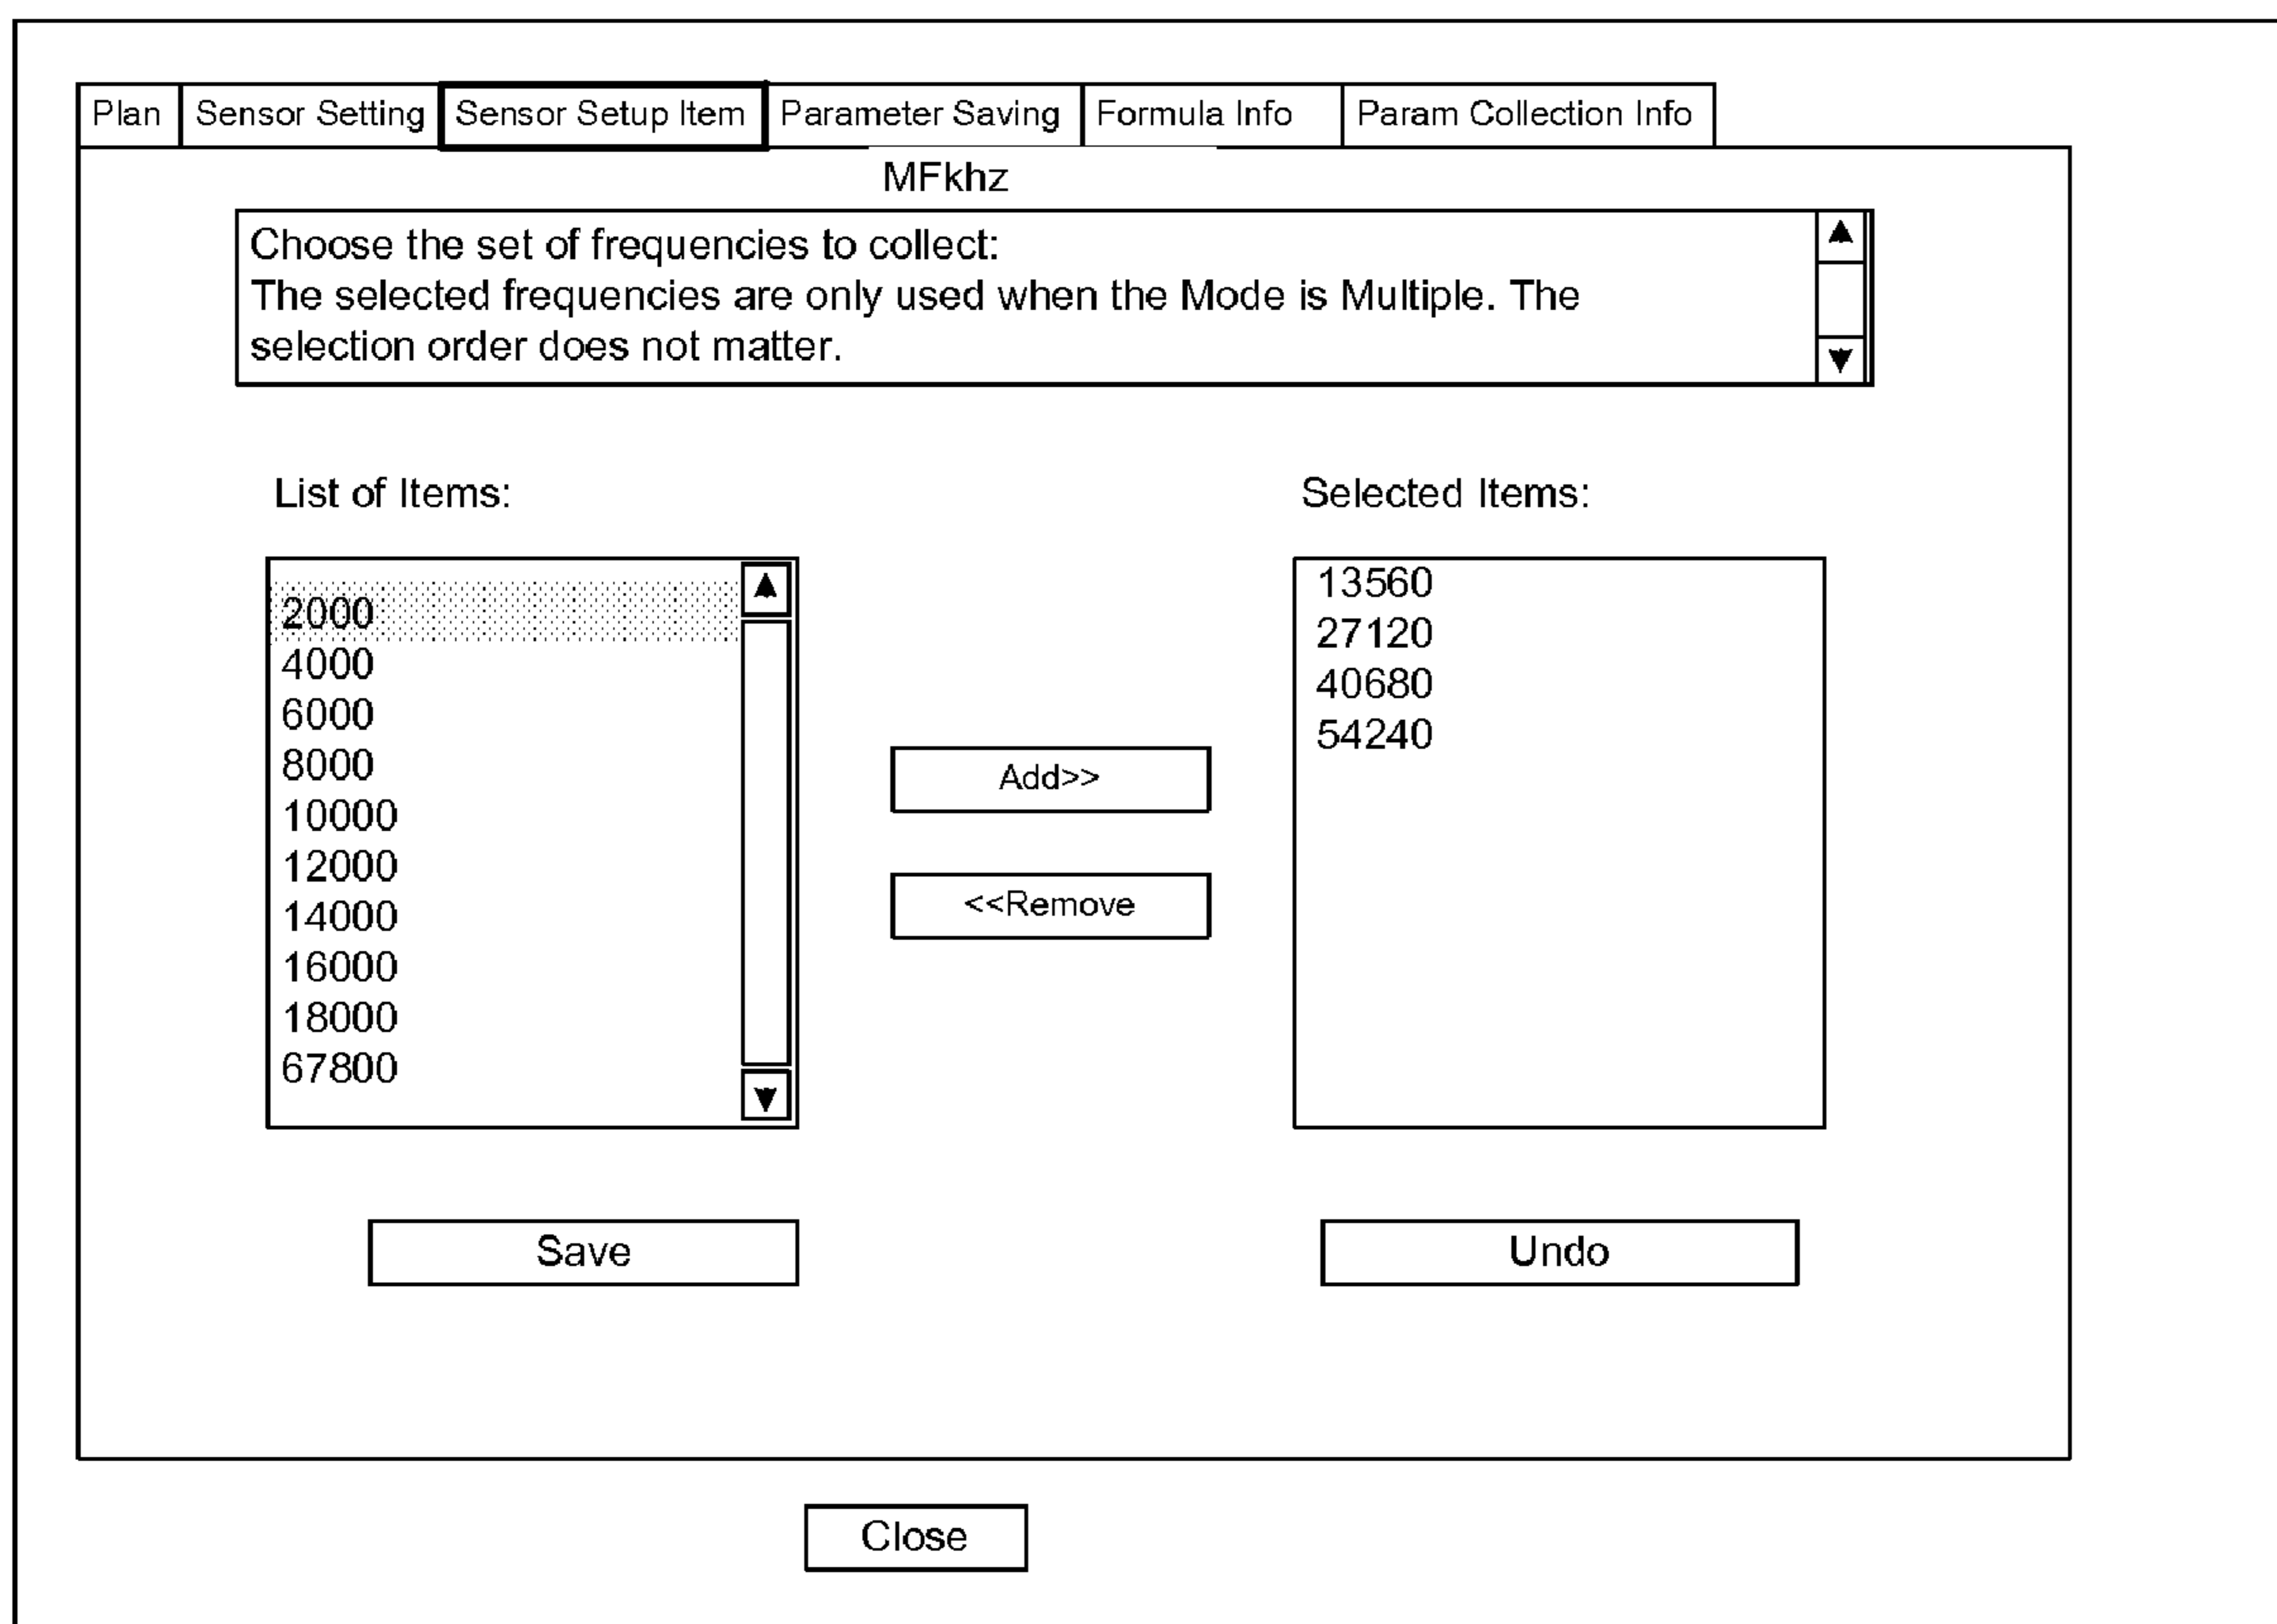 Plan Sensor Setting Sensor Setup Item Parameter Saving Formula Info Param Collection Info
MFkhz
Choose the set of frequencies to collect:
The selected frequencies are only used when the Mode is Multiple. The
selection order does not matter.
List of Items:
2000
4000
6000
8000
10000
12000
14000
16000
18000
67800
Add>>
<<Remove
Selected Items:
13560
27120
40680
54240
Save
Undo
Close